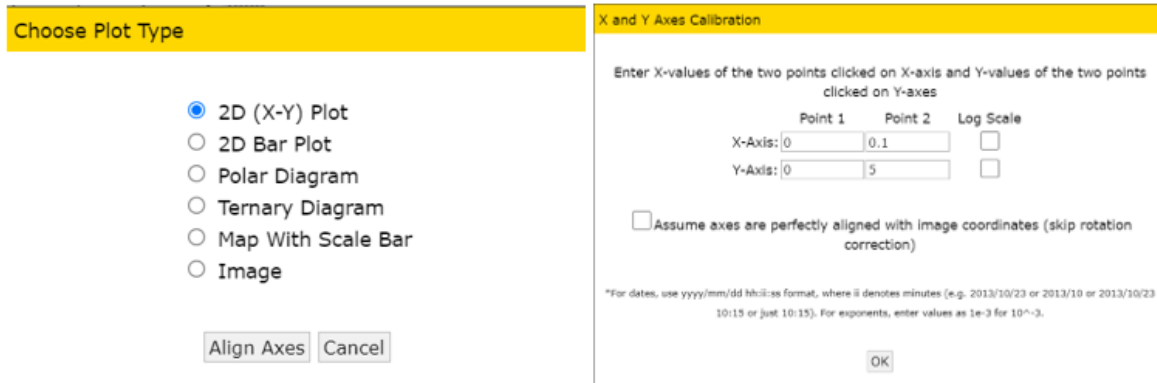 Choose Plot Type
2D (X-Y) Plot
2D Bar Plot
Polar Diagram
Ternary Diagram
Map With Scale Bar
Image
Align Axes Cancel
X and Y Axes Calibration
Enter X-values of the two points clicked on X-axis and Y-values of the two points
clicked on Y-axes
Point 1 Point 2 Log Scale
X-Axis: 0 0.1
Y-Axis: 0 5
Assume axes are perfectly aligned with image coordinates (skip rotation
correction)
*For dates, use yyyy/mm/dd hh:ii:ss format, where ii denotes minutes (e.g. 2013/10/23 or 2013/10 or 2013/10/23
10:15 or just 10:15). For exponents, enter values as 1e-3 for 10^-3.
OK